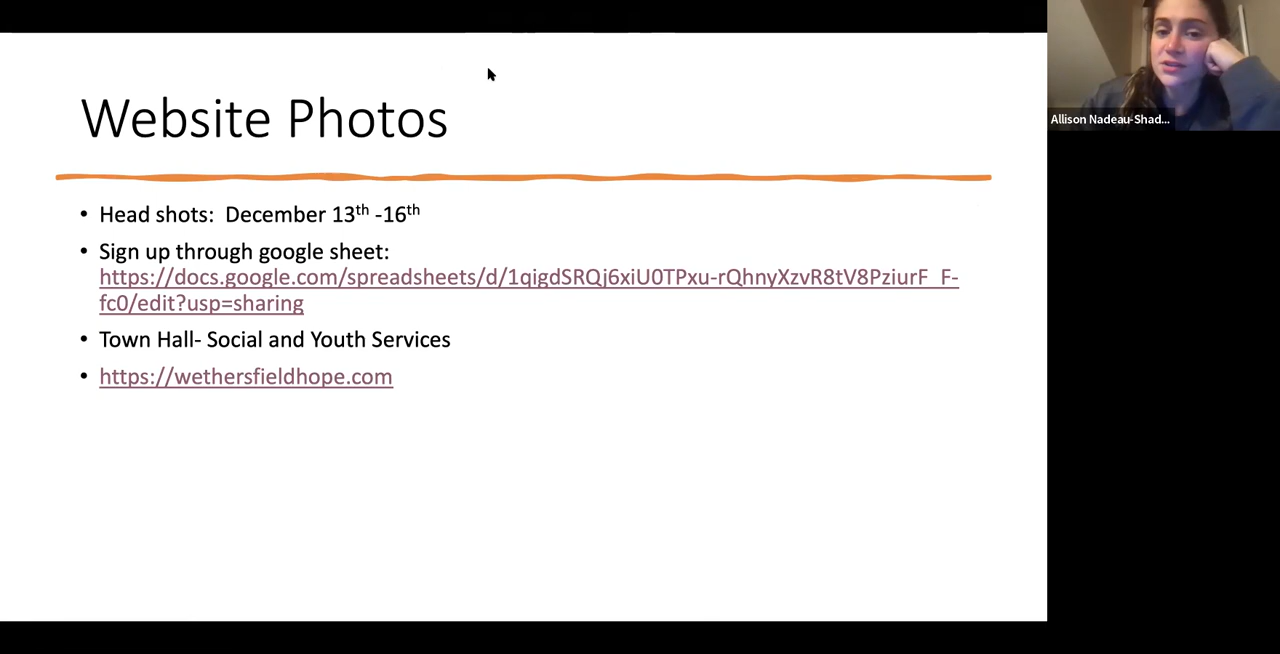 Website Photos
• Head shots:  December 13th -16th
• Sign up through google sheet:
https://docs.google.com/spreadsheets/d/1qigdSRQj6xiU0TPxu-rQhnyXzvR8tV8PziurF_F-
fc0/edit?usp=sharing
• Town Hall- Social and Youth Services
• https://wethersfieldhope.com
Allison Nadeau-Shad...